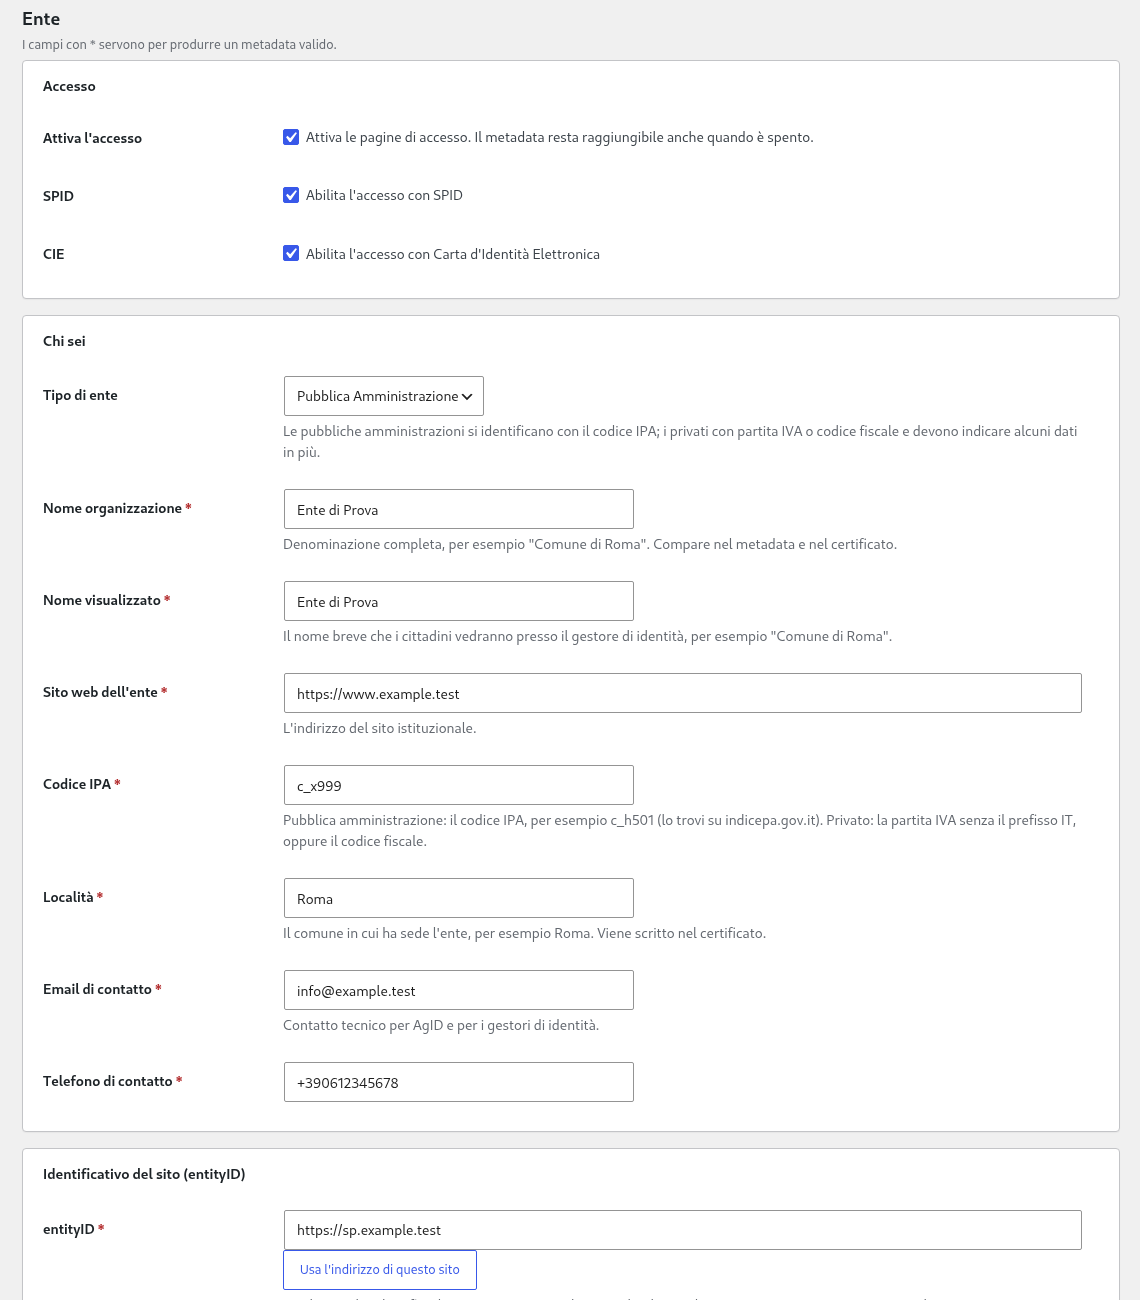 Ente
I campi con * servono per produrre un metadata valido.
Accesso
Attiva l'accesso
Attiva le pagine di accesso. Il metadata resta raggiungibile anche quando è spento.
SPID
Abilita l'accesso con SPID
CIE
Abilita l'accesso con Carta d'Identità Elettronica
Chi sei
Tipo di ente
Pubblica Amministrazione
Le pubbliche amministrazioni si identificano con il codice IPA; i privati con partita IVA o codice fiscale e devono indicare alcuni dati
in più.
Nome organizzazione *
Ente di Prova
Denominazione completa, per esempio "Comune di Roma". Compare nel metadata e nel certificato.
Nome visualizzato *
Ente di Prova
Il nome breve che i cittadini vedranno presso il gestore di identità, per esempio "Comune di Roma".
Sito web dell'ente *
https://www.example.test
L'indirizzo del sito istituzionale.
Codice IPA *
c_x999
Pubblica amministrazione: il codice IPA, per esempio c_h501 (lo trovi su indicepa.gov.it). Privato: la partita IVA senza il prefisso IT,
oppure il codice fiscale.
Località *
Roma
Il comune in cui ha sede l'ente, per esempio Roma. Viene scritto nel certificato.
Email di contatto *
info@example.test
Contatto tecnico per AgID e per i gestori di identità.
Telefono di contatto *
+390612345678
Identificativo del sito (entityID)
entityID *
https://sp.example.test
Usa l'indirizzo di questo sito